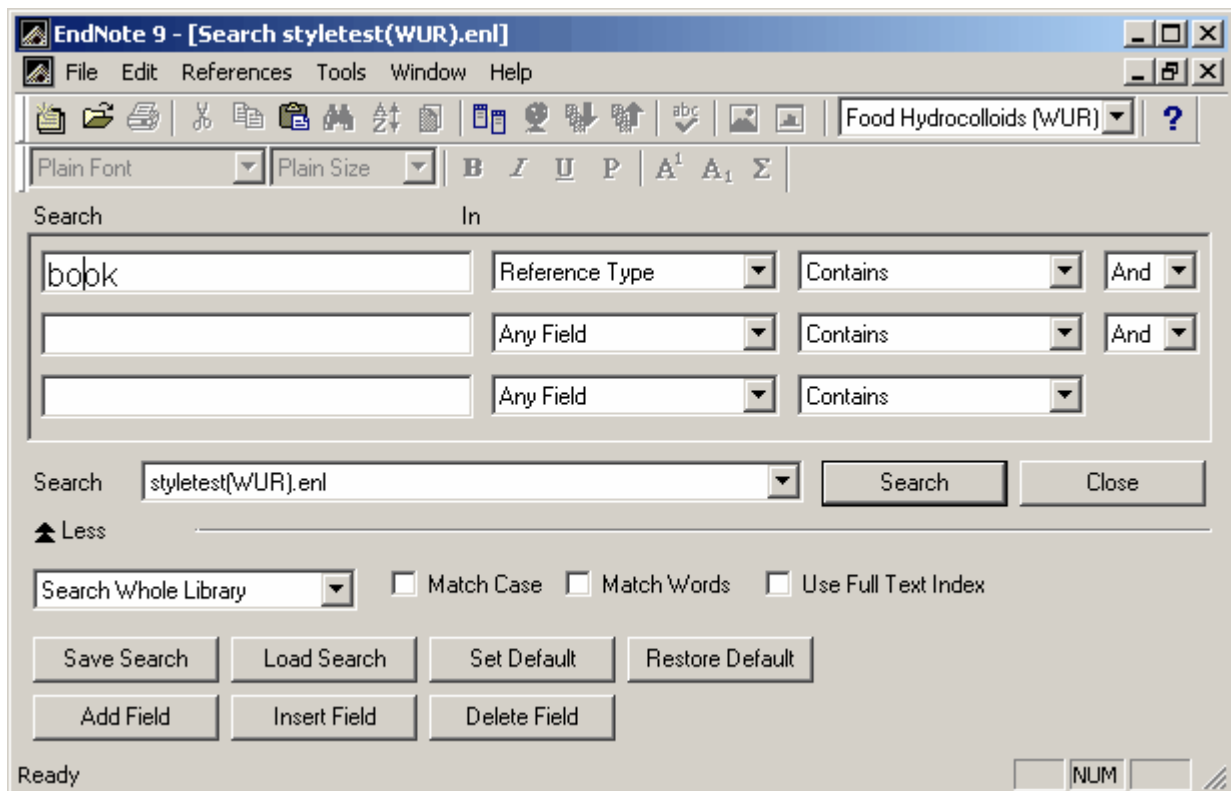 EndNote 9 - [Search styletest(WUR).enl]
File Edit References Tools Window Help
abc Food Hydrocolloids (WUR) ?
Plain Font Plain Size B I U P A1 A1 Σ
Search In
book Reference Type Contains And
Any Field Contains And
Any Field Contains
Search styletest(WUR).enl Search Close
Less
Search Whole Library Match Case Match Words Use Full Text Index
Save Search Load Search Set Default Restore Default
Add Field Insert Field Delete Field
Ready NUM